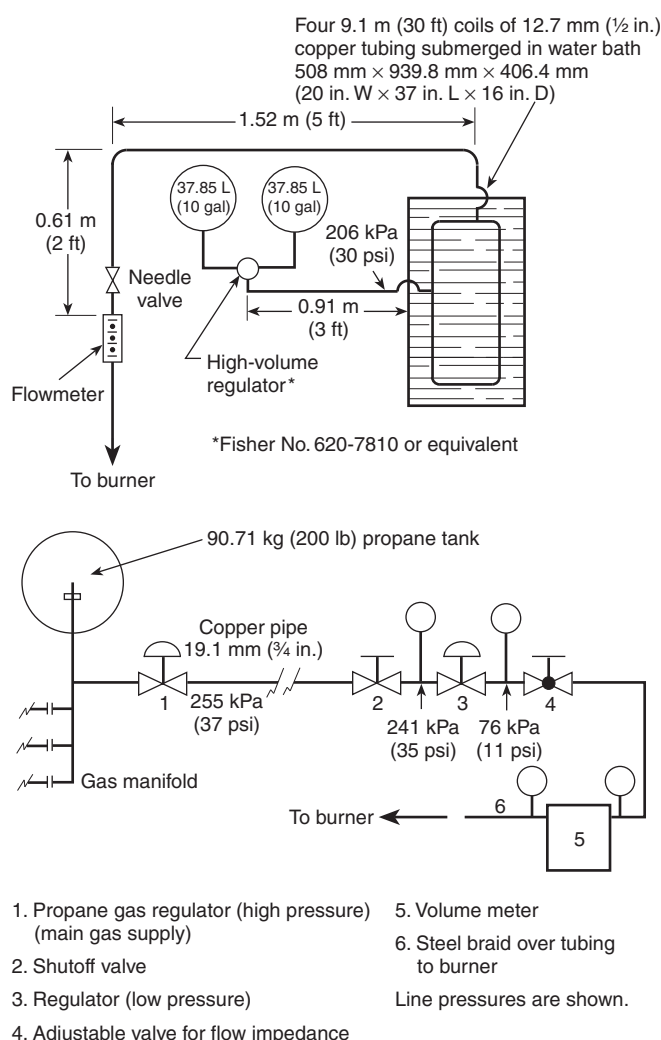 Four 9.1 m (30 ft) coils of 12.7 mm (½ in.)
copper tubing submerged in water bath
508 mm × 939.8 mm × 406.4 mm
(20 in. W × 37 in. L × 16 in. D)
1.52 m (5 ft)
37.85 L
(10 gal)
37.85 L
(10 gal)
0.61 m
(2 ft)
206 kPa
(30 psi)
Needle
valve
0.91 m
(3 ft)
High-volume
regulator*
Flowmeter
*Fisher No. 620-7810 or equivalent
To burner
90.71 kg (200 lb) propane tank
Copper pipe
19.1 mm (¾ in.)
1
255 kPa
(37 psi)
2
3
4
241 kPa
(35 psi)
76 kPa
(11 psi)
Gas manifold
To burner
6
5
1. Propane gas regulator (high pressure)
(main gas supply)
2. Shutoff valve
3. Regulator (low pressure)
4. Adjustable valve for flow impedance
5. Volume meter
6. Steel braid over tubing
to burner
Line pressures are shown.